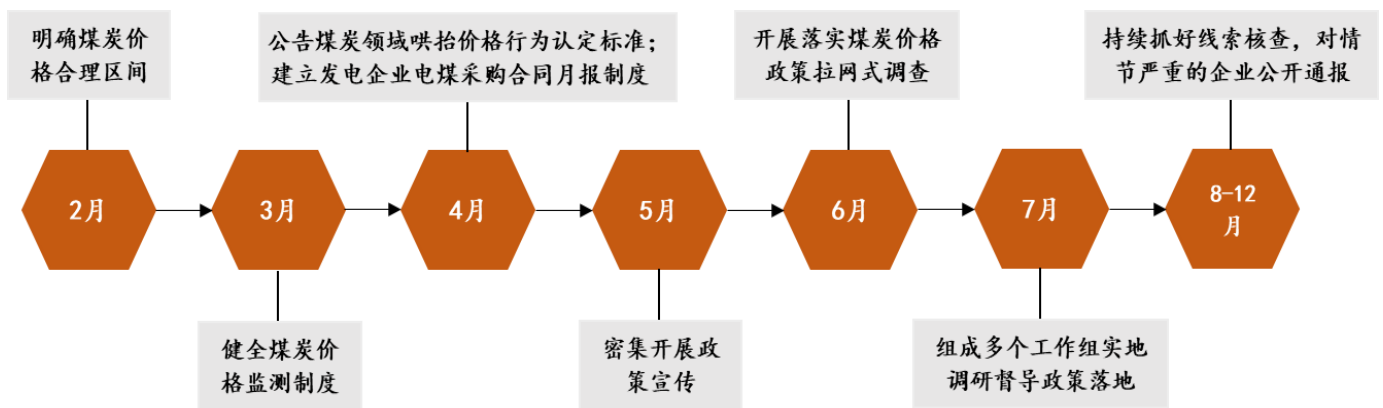 明确煤炭价
格合理区间
公告煤炭领域哄抬价格行为认定标准；
建立发电企业电煤采购合同月报制度
开展落实煤炭价格
政策拉网式调查
持续抓好线索核查，对情
节严重的企业公开通报
2月
3月
4月
5月
6月
7月
8-12
月
健全煤炭价
格监测制度
密集开展政
策宣传
组成多个工作组实地
调研督导政策落地